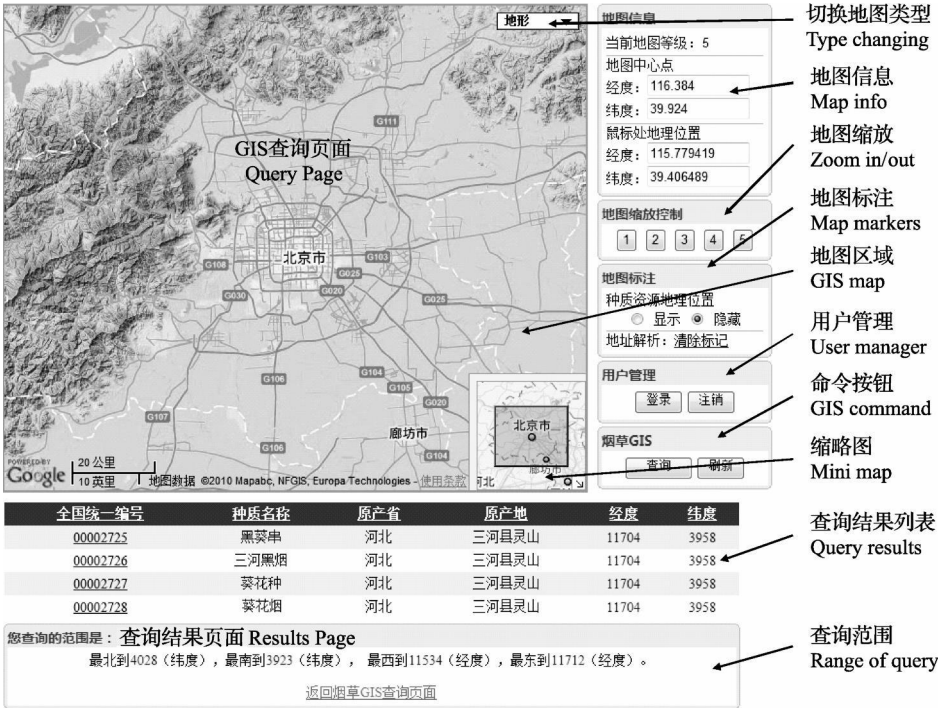 地形
GIS查询页面
Query Page
G111
北京市
G103
G108
G025
G020
G030
G025
G106
G104
G105
G020
G107
廊坊市
G106
G104
POWERED BY
Google
20 公里
10 英里
地图数据 ©2010 Mapabc, NFGIS, Europa Technologies - 使用条款
北京市
廊坊市
河北
地图信息
当前地图等级：5
地图中心点
经度：116.384
纬度：39.924
鼠标处地理位置
经度：115.779419
纬度：39.406489
地图缩放控制
1 2 3 4 5
地图标注
种质资源地理位置
显示 隐藏
地址解析：清除标记
用户管理
登录 注销
烟草GIS
查询 刷新
切换地图类型
Type changing
地图信息
Map info
地图缩放
Zoom in/out
地图标注
Map markers
地图区域
GIS map
用户管理
User manager
命令按钮
GIS command
缩略图
Mini map
全国统一编号 种质名称 原产省 原产地 经度 纬度
00002725 黑葵串 河北 三河县灵山 11704 3958
00002726 三河黑烟 河北 三河县灵山 11704 3958
00002727 葵花种 河北 三河县灵山 11704 3958
00002728 葵花烟 河北 三河县灵山 11704 3958
查询结果列表
Query results
您查询的范围是：查询结果页面 Results Page
最北到4028（纬度），最南到3923（纬度）， 最西到11534（经度），最东到11712（经度）。
返回烟草GIS查询页面
查询范围
Range of query